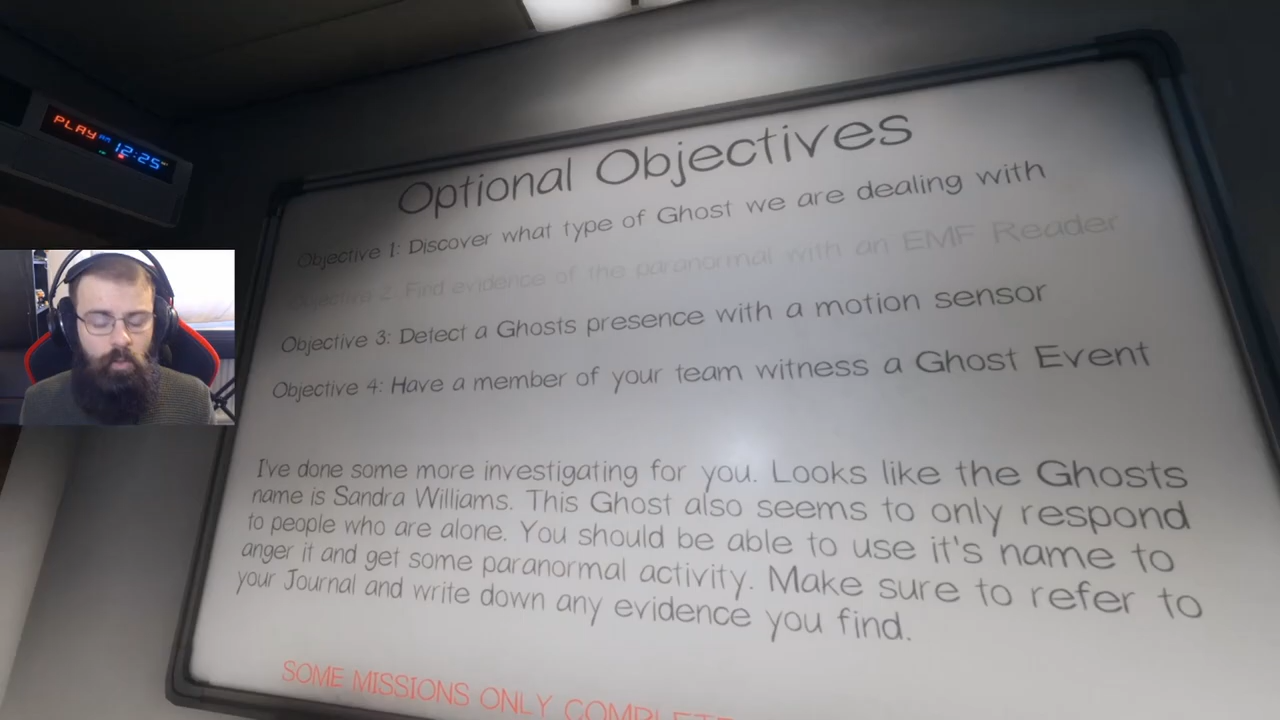 PLAY AM 12:25
Optional Objectives
Objective 1: Discover what type of Ghost we are dealing with
Objective 2: Find evidence of the paranormal with an EMF Reader
Objective 3: Detect a Ghosts presence with a motion sensor
Objective 4: Have a member of your team witness a Ghost Event
I've done some more investigating for you. Looks like the Ghosts
name is Sandra Williams. This Ghost also seems to only respond
to people who are alone. You should be able to use it's name to
anger it and get some paranormal activity. Make sure to refer to
your Journal and write down any evidence you find.
SOME MISSIONS ONLY